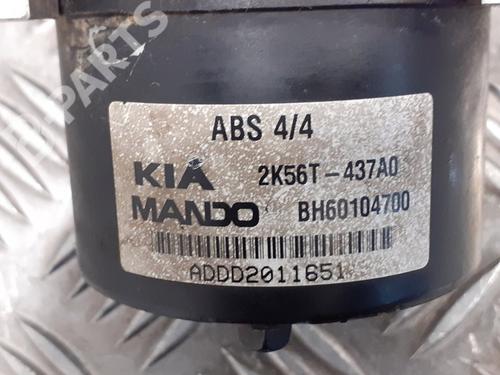 ABS 4/4
KIA 2K56T-437A0
MANDO BH60104700
ADDD2011651